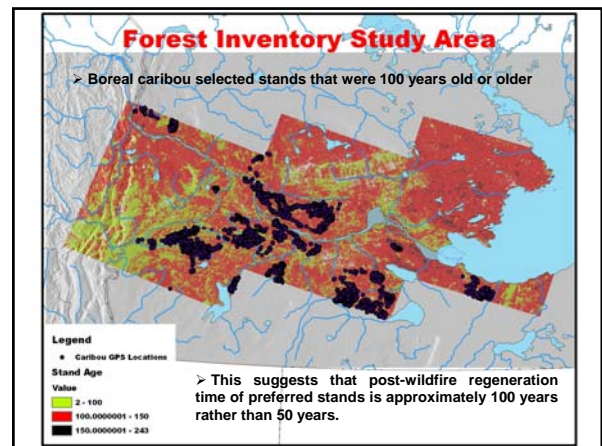 Forest Inventory Study Area
➢ Boreal caribou selected stands that were 100 years old or older
Legend
• Caribou GPS Locations
Stand Age
Value
2 - 100
100.0000001 - 150
150.0000001 - 243
➢ This suggests that post-wildfire regeneration
time of preferred stands is approximately 100 years
rather than 50 years.